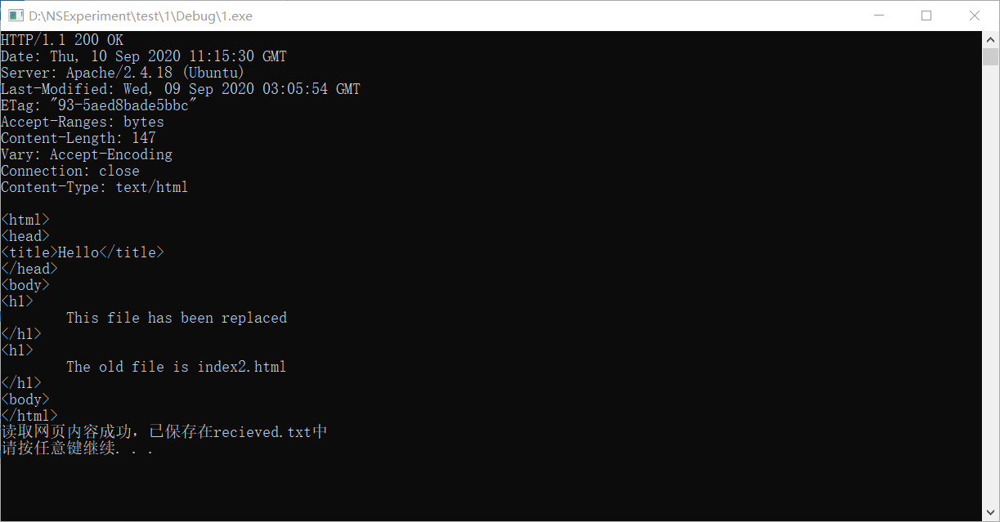 D:\NSExperiment\test\1\Debug\1.exe
HTTP/1.1 200 OK
Date: Thu, 10 Sep 2020 11:15:30 GMT
Server: Apache/2.4.18 (Ubuntu)
Last-Modified: Wed, 09 Sep 2020 03:05:54 GMT
ETag: "93-5aed8bade5bbc"
Accept-Ranges: bytes
Content-Length: 147
Vary: Accept-Encoding
Connection: close
Content-Type: text/html

<html>
<head>
<title>Hello</title>
</head>
<body>
<h1>
        This file has been replaced
</h1>
<h1>
        The old file is index2.html
</h1>
<body>
</html>
读取网页内容成功，已保存在recieved.txt中
请按任意键继续. . .